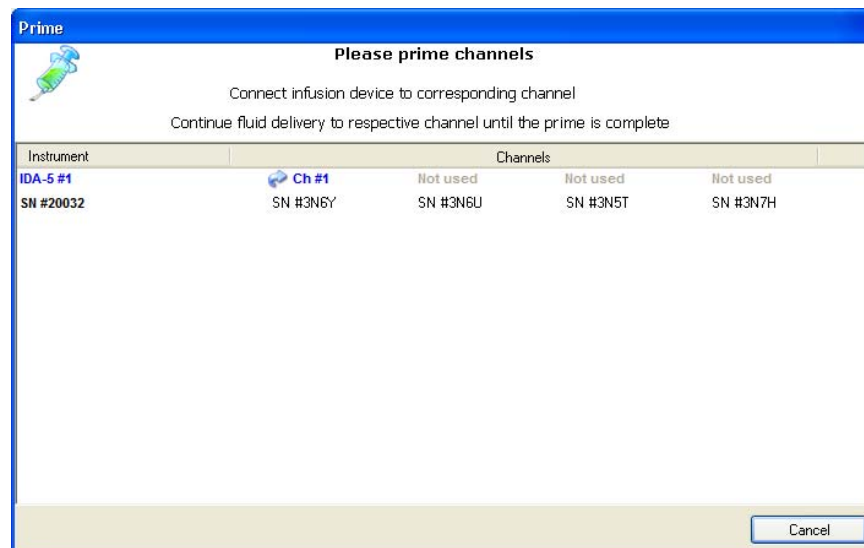 Prime
Please prime channels
Connect infusion device to corresponding channel
Continue fluid delivery to respective channel until the prime is complete
Instrument Channels
IDA-5 #1 Ch #1 Not used Not used Not used
SN #20032 SN #3N6Y SN #3N6U SN #3N5T SN #3N7H
Cancel